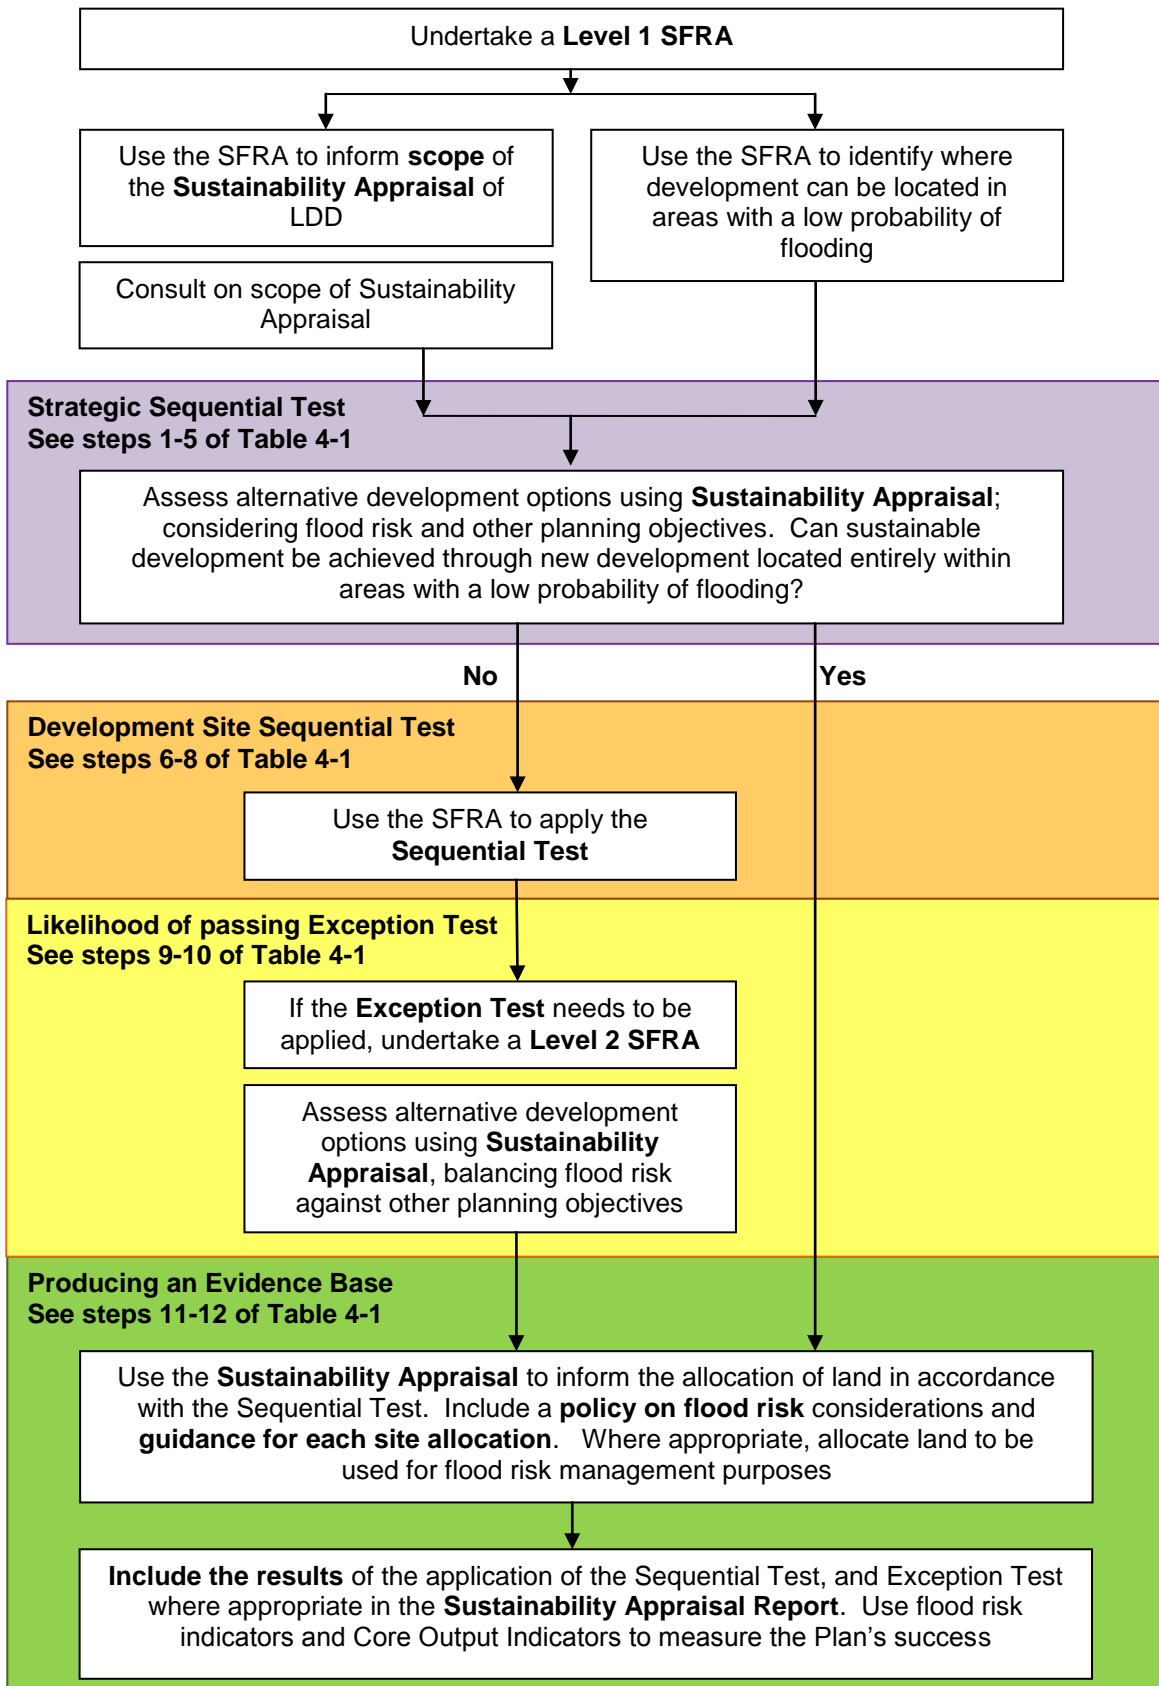 Undertake a Level 1 SFRA
Use the SFRA to inform scope of
the Sustainability Appraisal of
LDD
Use the SFRA to identify where
development can be located in
areas with a low probability of
flooding
Consult on scope of Sustainability
Appraisal
Strategic Sequential Test
See steps 1-5 of Table 4-1
Assess alternative development options using Sustainability Appraisal;
considering flood risk and other planning objectives.  Can sustainable
development be achieved through new development located entirely within
areas with a low probability of flooding?
No
Yes
Development Site Sequential Test
See steps 6-8 of Table 4-1
Use the SFRA to apply the
Sequential Test
Likelihood of passing Exception Test
See steps 9-10 of Table 4-1
If the Exception Test needs to be
applied, undertake a Level 2 SFRA
Assess alternative development
options using Sustainability
Appraisal, balancing flood risk
against other planning objectives
Producing an Evidence Base
See steps 11-12 of Table 4-1
Use the Sustainability Appraisal to inform the allocation of land in accordance
with the Sequential Test.  Include a policy on flood risk considerations and
guidance for each site allocation.   Where appropriate, allocate land to be
used for flood risk management purposes
Include the results of the application of the Sequential Test, and Exception Test
where appropriate in the Sustainability Appraisal Report.  Use flood risk
indicators and Core Output Indicators to measure the Plan’s success